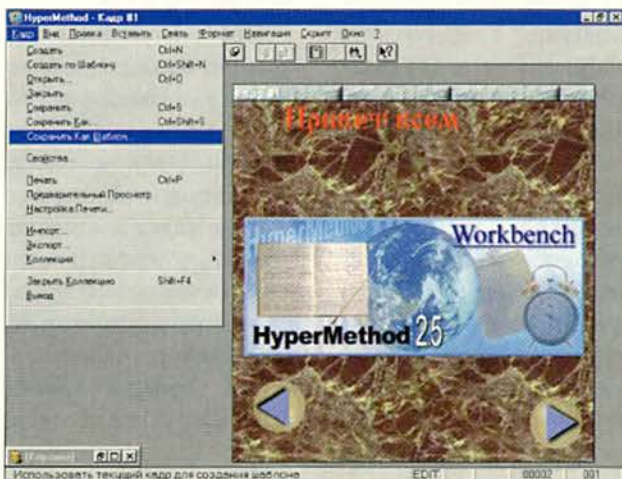 HyperMethod - Кадр #1
Кадр Вид Правка Вставить Связь Формат Навигация Скрипт Окно ?
Создать Ctrl+N
Создать по Шаблону Ctrl+Shift+N
Открыть... Ctrl+O
Закрыть
Сохранить Ctrl+S
Сохранить Как... Ctrl+Shift+S
Сохранить Как Шаблон...
Свойства...
Печать Ctrl+P
Предварительный Просмотр
Настройка Печати...
Импорт...
Экспорт...
Коллекция
Закрыть Коллекцию Shift+F4
Выход
Привет всем
Workbench
HyperMethod 2.5
Использовать текущий кадр для создания шаблона EDIT 00002 001